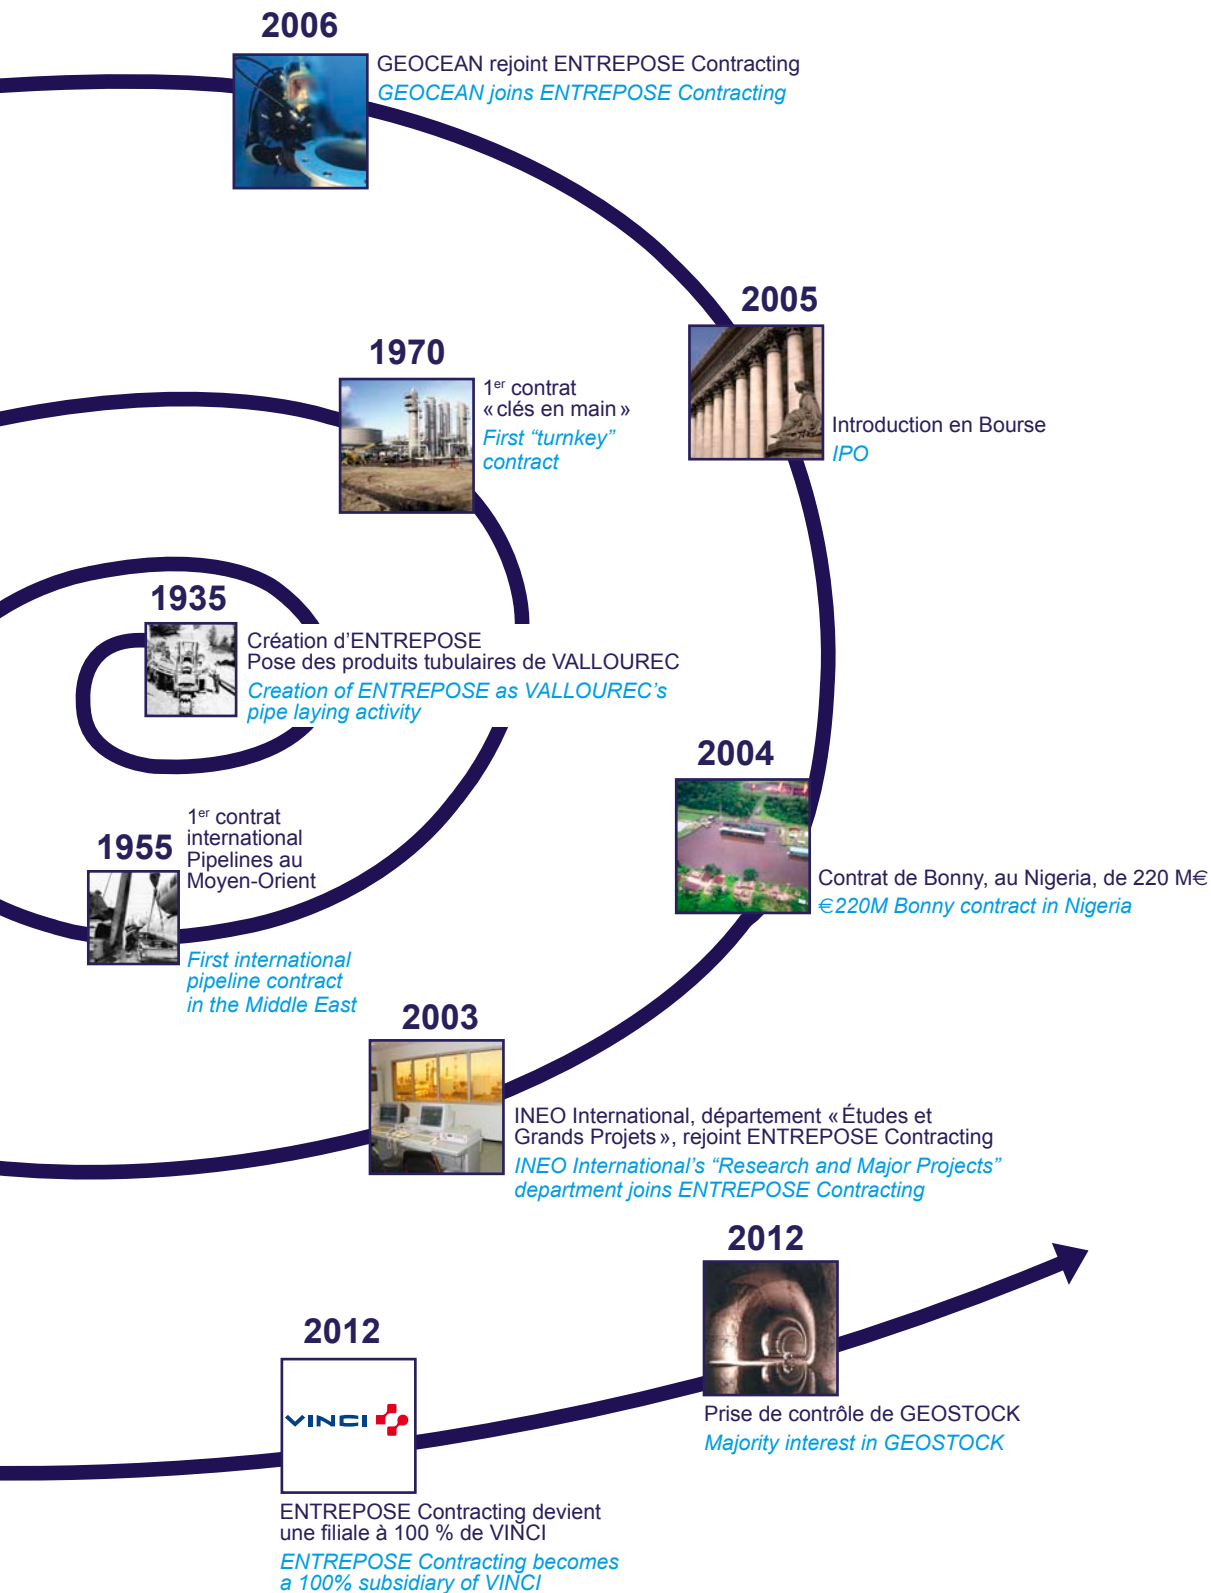 2006
GEOCEAN rejoint ENTREPOSE Contracting
GEOCEAN joins ENTREPOSE Contracting
2005
Introduction en Bourse
IPO
1970
1er contrat
« clés en main »
First “turnkey”
contract
1935
Création d’ENTREPOSE
Pose des produits tubulaires de VALLOUREC
Creation of ENTREPOSE as VALLOUREC’s
pipe laying activity
2004
Contrat de Bonny, au Nigeria, de 220 M€
€220M Bonny contract in Nigeria
1955
1er contrat
international
Pipelines au
Moyen-Orient
First international
pipeline contract
in the Middle East
2003
INEO International, département « Études et
Grands Projets », rejoint ENTREPOSE Contracting
INEO International’s “Research and Major Projects”
department joins ENTREPOSE Contracting
2012
Prise de contrôle de GEOSTOCK
Majority interest in GEOSTOCK
2012
VINCI
ENTREPOSE Contracting devient
une filiale à 100 % de VINCI
ENTREPOSE Contracting becomes
a 100% subsidiary of VINCI